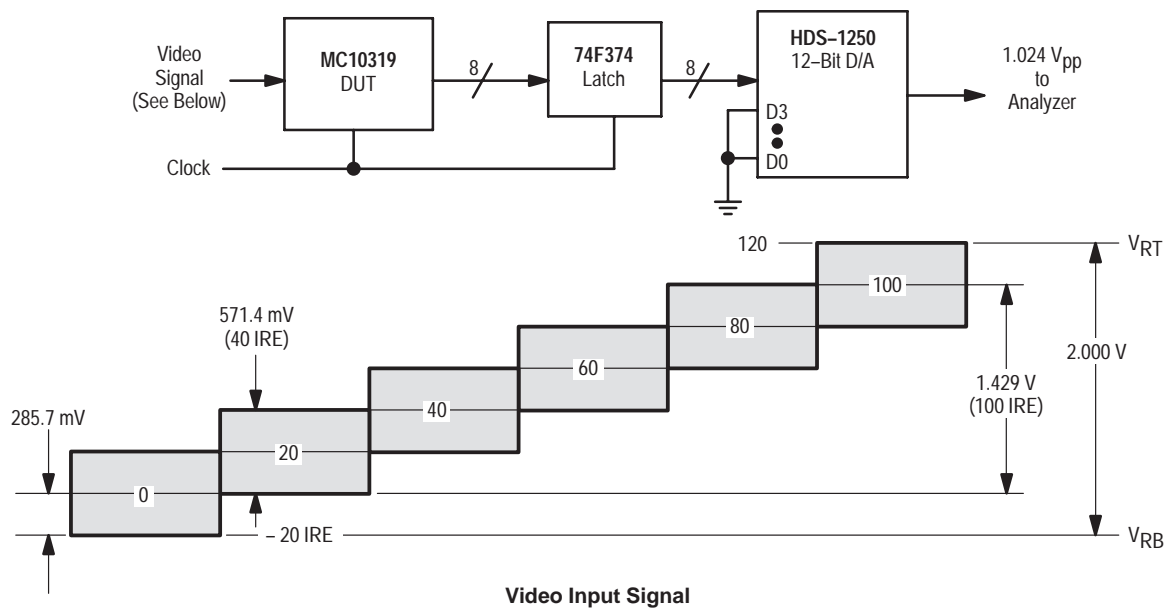 Video
Signal
(See Below)
MC10319
DUT
8
74F374
Latch
8
HDS–1250
12–Bit D/A
D3
D0
1.024 Vpp
to
Analyzer
Clock
120
VRT
100
571.4 mV
(40 IRE)
80
2.000 V
60
1.429 V
(100 IRE)
285.7 mV
40
20
0
– 20 IRE
VRB
Video Input Signal